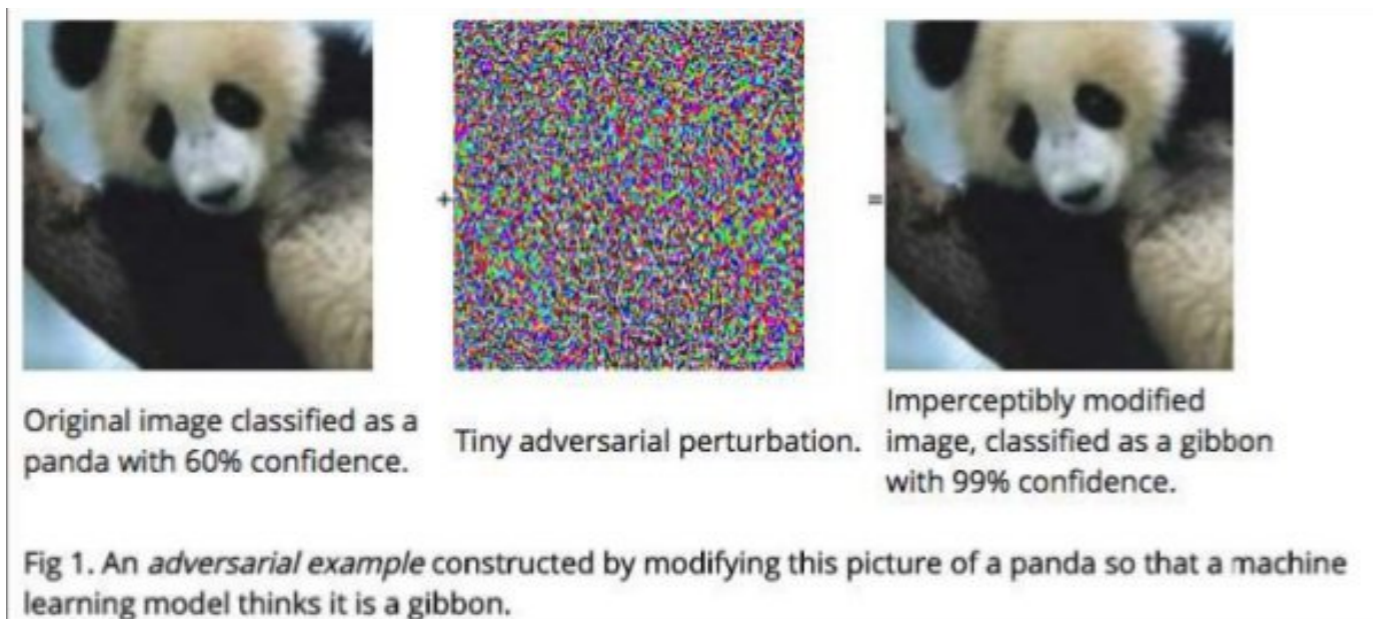 +
=
Original image classified as a
panda with 60% confidence.
Tiny adversarial perturbation.
Imperceptibly modified
image, classified as a gibbon
with 99% confidence.
Fig 1. An adversarial example constructed by modifying this picture of a panda so that a machine
learning model thinks it is a gibbon.